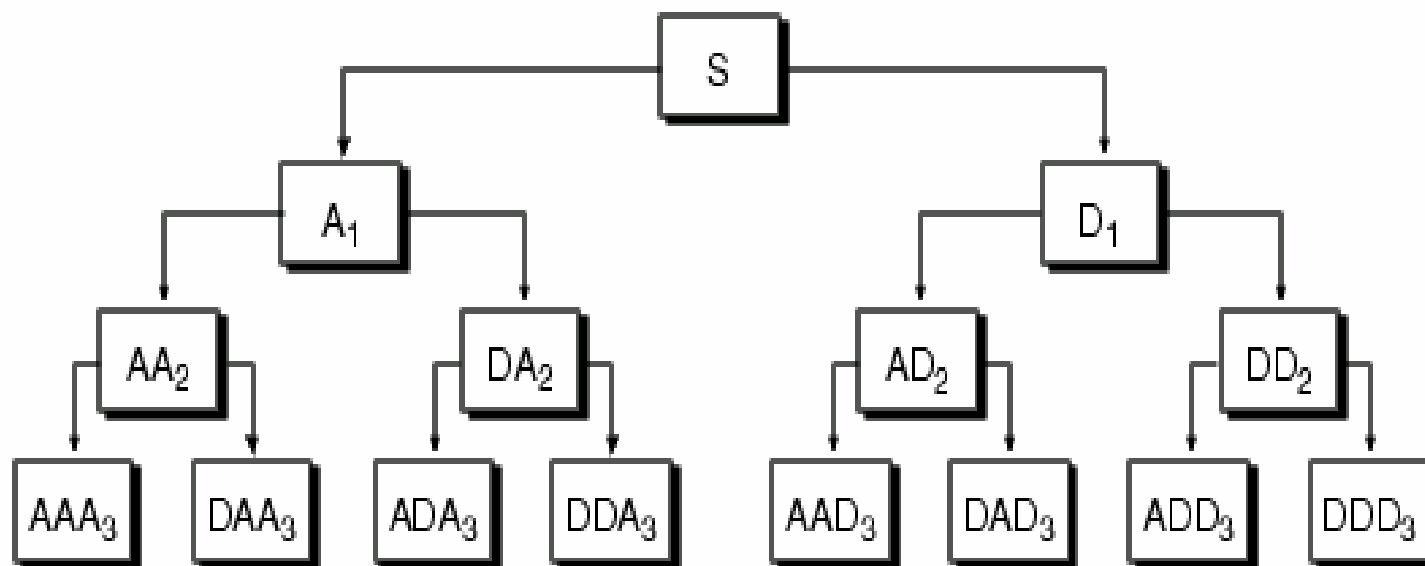 S
A₁ D₁
AA₂ DA₂ AD₂ DD₂
AAA₃ DAA₃ ADA₃ DDA₃ AAD₃ DAD₃ ADD₃ DDD₃